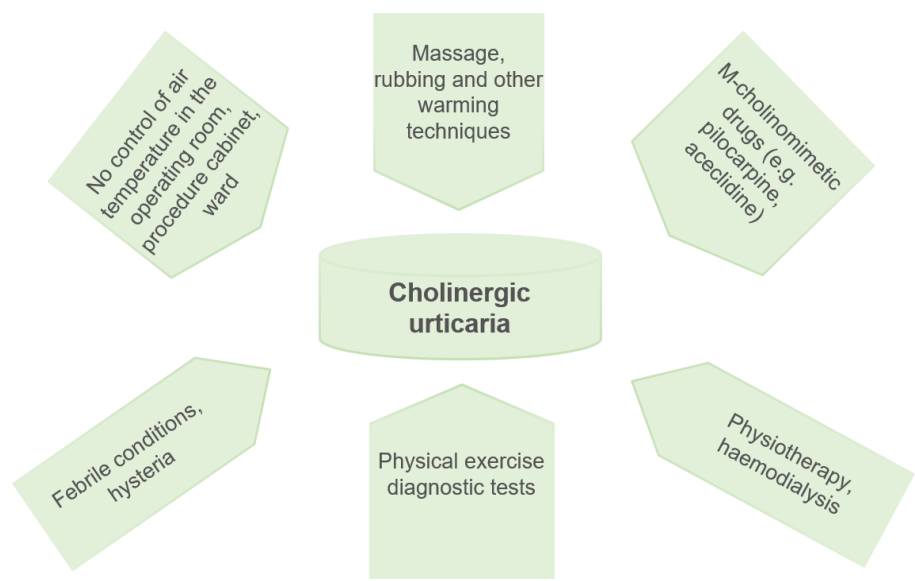 No control of air
temperature in the
operating room,
procedure cabinet,
ward
Massage,
rubbing and other
warming
techniques
M-cholinomimetic
drugs (e.g.
pilocarpine,
aceclidine)
Cholinergic
urticaria
Febrile conditions,
hysteria
Physical exercise
diagnostic tests
Physiotherapy,
haemodialysis